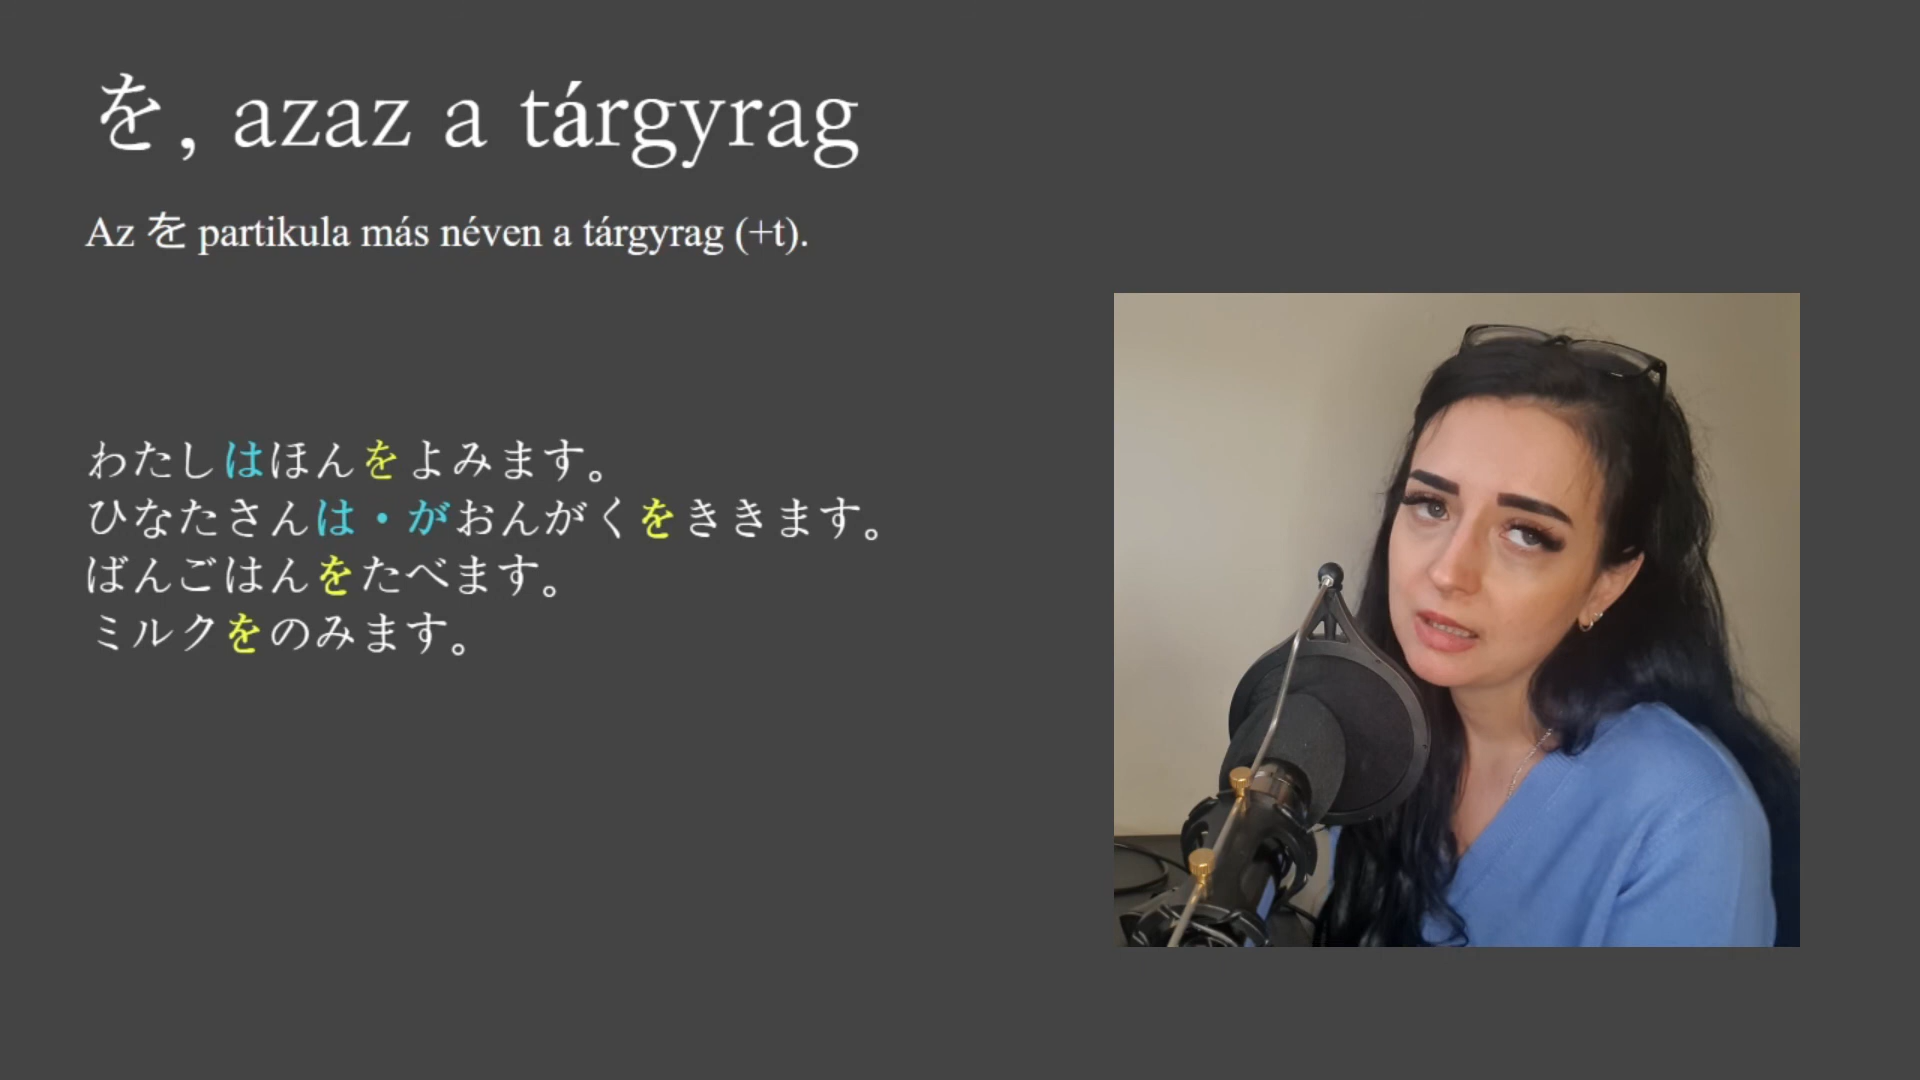 を, azaz a tárgyrag
Az を partikula más néven a tárgyrag (+t).
わたしはほんをよみます。
ひなたさんは・がおんがくをききます。
ばんごはんをたべます。
ミルクをのみます。